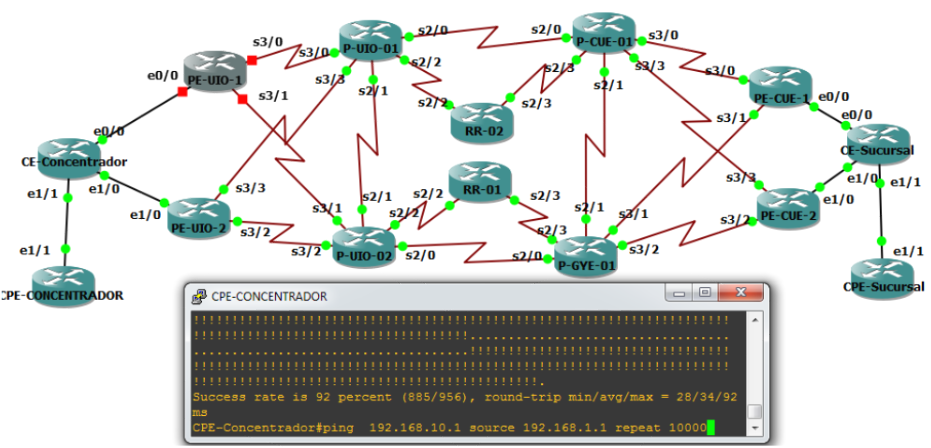 s2/0 s2/0
P-UIO-01 P-CUE-01
s3/0 s3/0 s3/0
e0/0 PE-UIO-1 s3/3 s2/2 s2/3 s3/3 s3/0
s3/1 s2/1 s2/1 PE-CUE-1 e0/0
s2/2 s2/3
RR-02 s3/1 e0/0
e0/0 CE-Sucursal
CE-Concentrador
e1/1 e1/0 s3/3 RR-01 s3/3 e1/0 e1/1
e1/0 s2/1 s2/2 s2/3 s2/1
PE-UIO-2 s3/1 s2/2 s3/1 PE-CUE-2 e1/0
s3/2 s2/3 s3/2
e1/1 s3/2 P-UIO-02 s2/0 s2/0 P-GYE-01 s3/2 e1/1
CPE-CONCENTRADOR CPE-Sucursal
CPE-CONCENTRADOR
!!!!!!!!!!!!!!!!!!!!!!!!!!!!!!!!!!!!!!!!!!!!!!!!!!!!!!!!!!!!!!!!!!!!!!
!!!!!!!!!!!!!!!!!!!!!!!!!!!!!!!!!!!!..................................
....................................!!!!!!!!!!!!!!!!!!!!!!!!!!!!!!!!!!
!!!!!!!!!!!!!!!!!!!!!!!!!!!!!!!!!!!!!!!!!!!!!!!!!!!!!!!!!!!!!!!!!!!!!!
!!!!!!!!!!!!!!!!!!!!!!!!!!!!!!!!!!!!!!!!!!!!!.
Success rate is 92 percent (885/956), round-trip min/avg/max = 28/34/92
ms
CPE-Concentrador#ping  192.168.10.1 source 192.168.1.1 repeat 10000